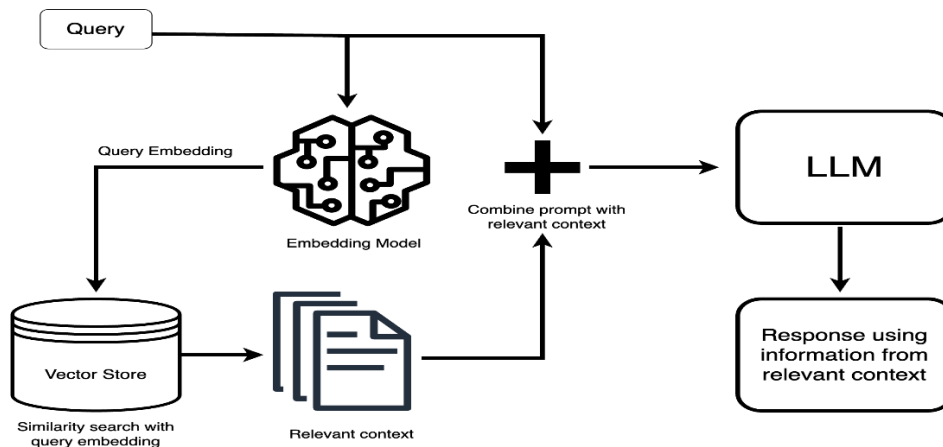 Query
Query Embedding
Embedding Model
Combine prompt with
relevant context
LLM
Vector Store
Similarity search with
query embedding
Relevant context
Response using
information from
relevant context